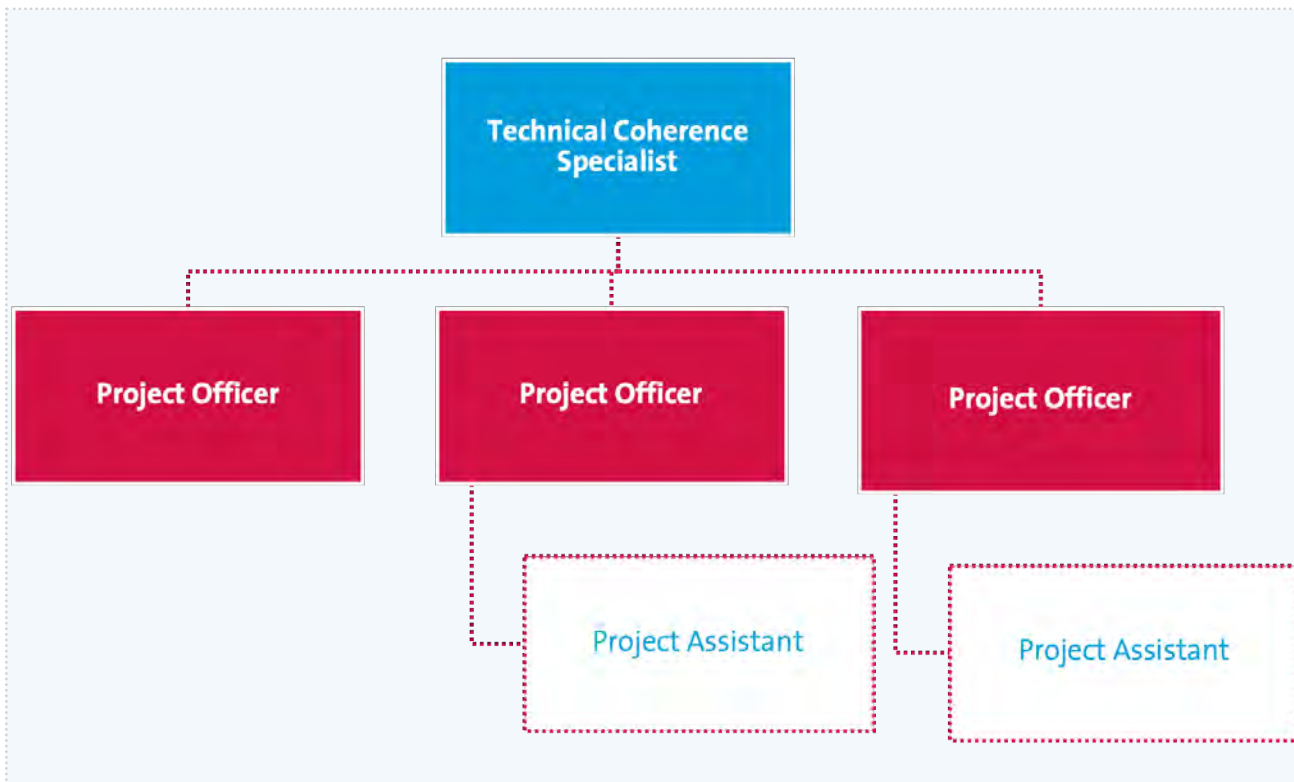 Technical Coherence
Specialist
Project Officer
Project Officer
Project Officer
Project Assistant
Project Assistant